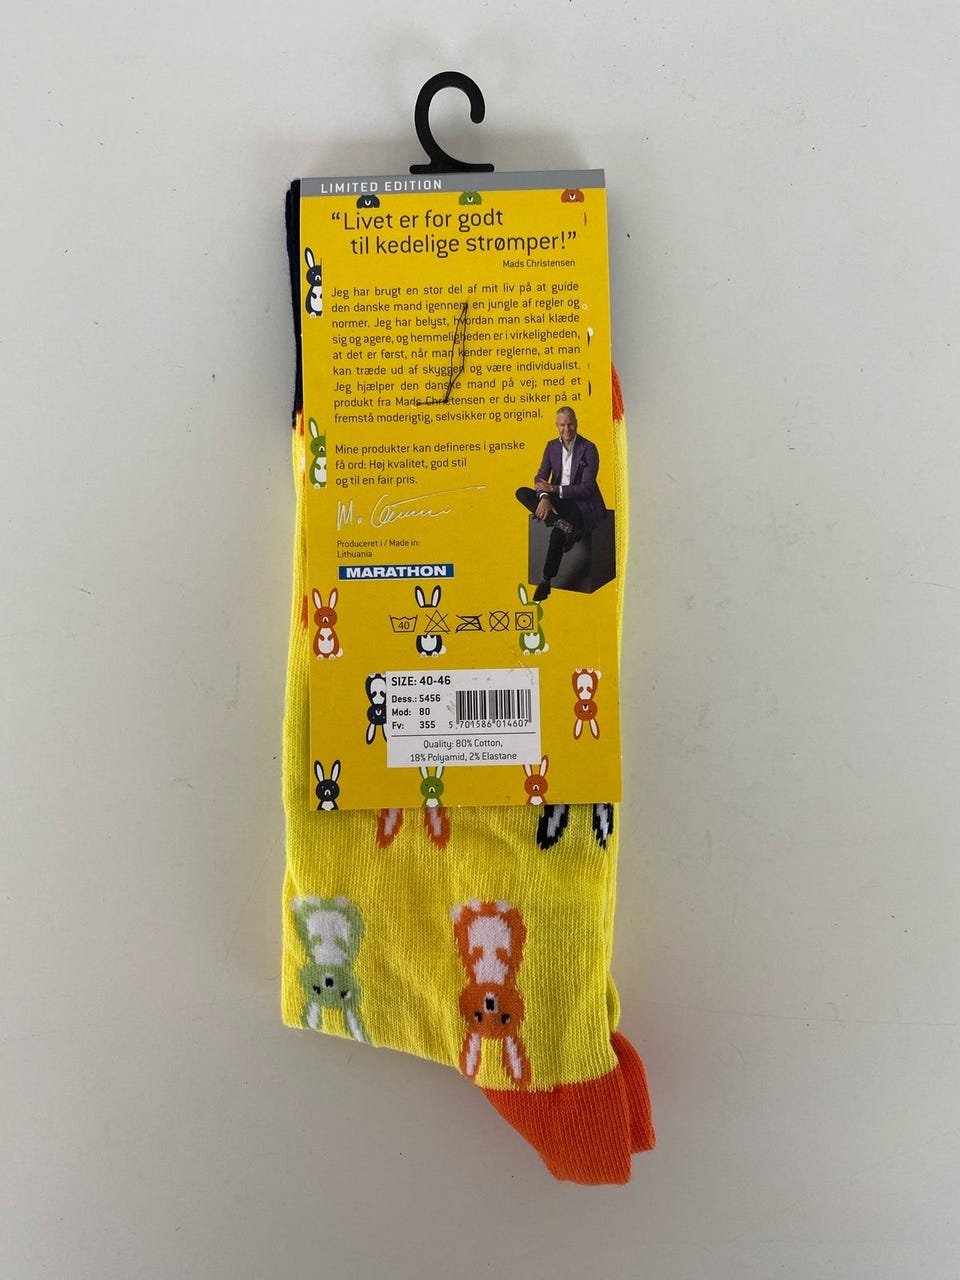 LIMITED EDITION
“Livet er for godt
til kedelige strømper!”
Mads Christensen
Jeg har brugt en stor del af mit liv på at guide
den danske mand igennem en jungle af regler og
normer. Jeg har belyst, hvordan man skal klæde
sig og agere, og hemmeligheden er i virkeligheden,
at det er først, når man kender reglerne, at man
kan træde ud af skyggen og være individualist.
Jeg hjælper den danske mand på vej; med et
produkt fra Mads Christensen er du sikker på at
fremstå moderigtig, selvsikker og original.
Mine produkter kan defineres i ganske
få ord: Høj kvalitet, god stil
og til en fair pris.
Produceret i / Made in:
Lithuania
MARATHON
40
SIZE: 40-46
Dess.: 5456
Mod: 80
Fv: 355
5 701586 014607
Quality: 80% Cotton,
18% Polyamid, 2% Elastane